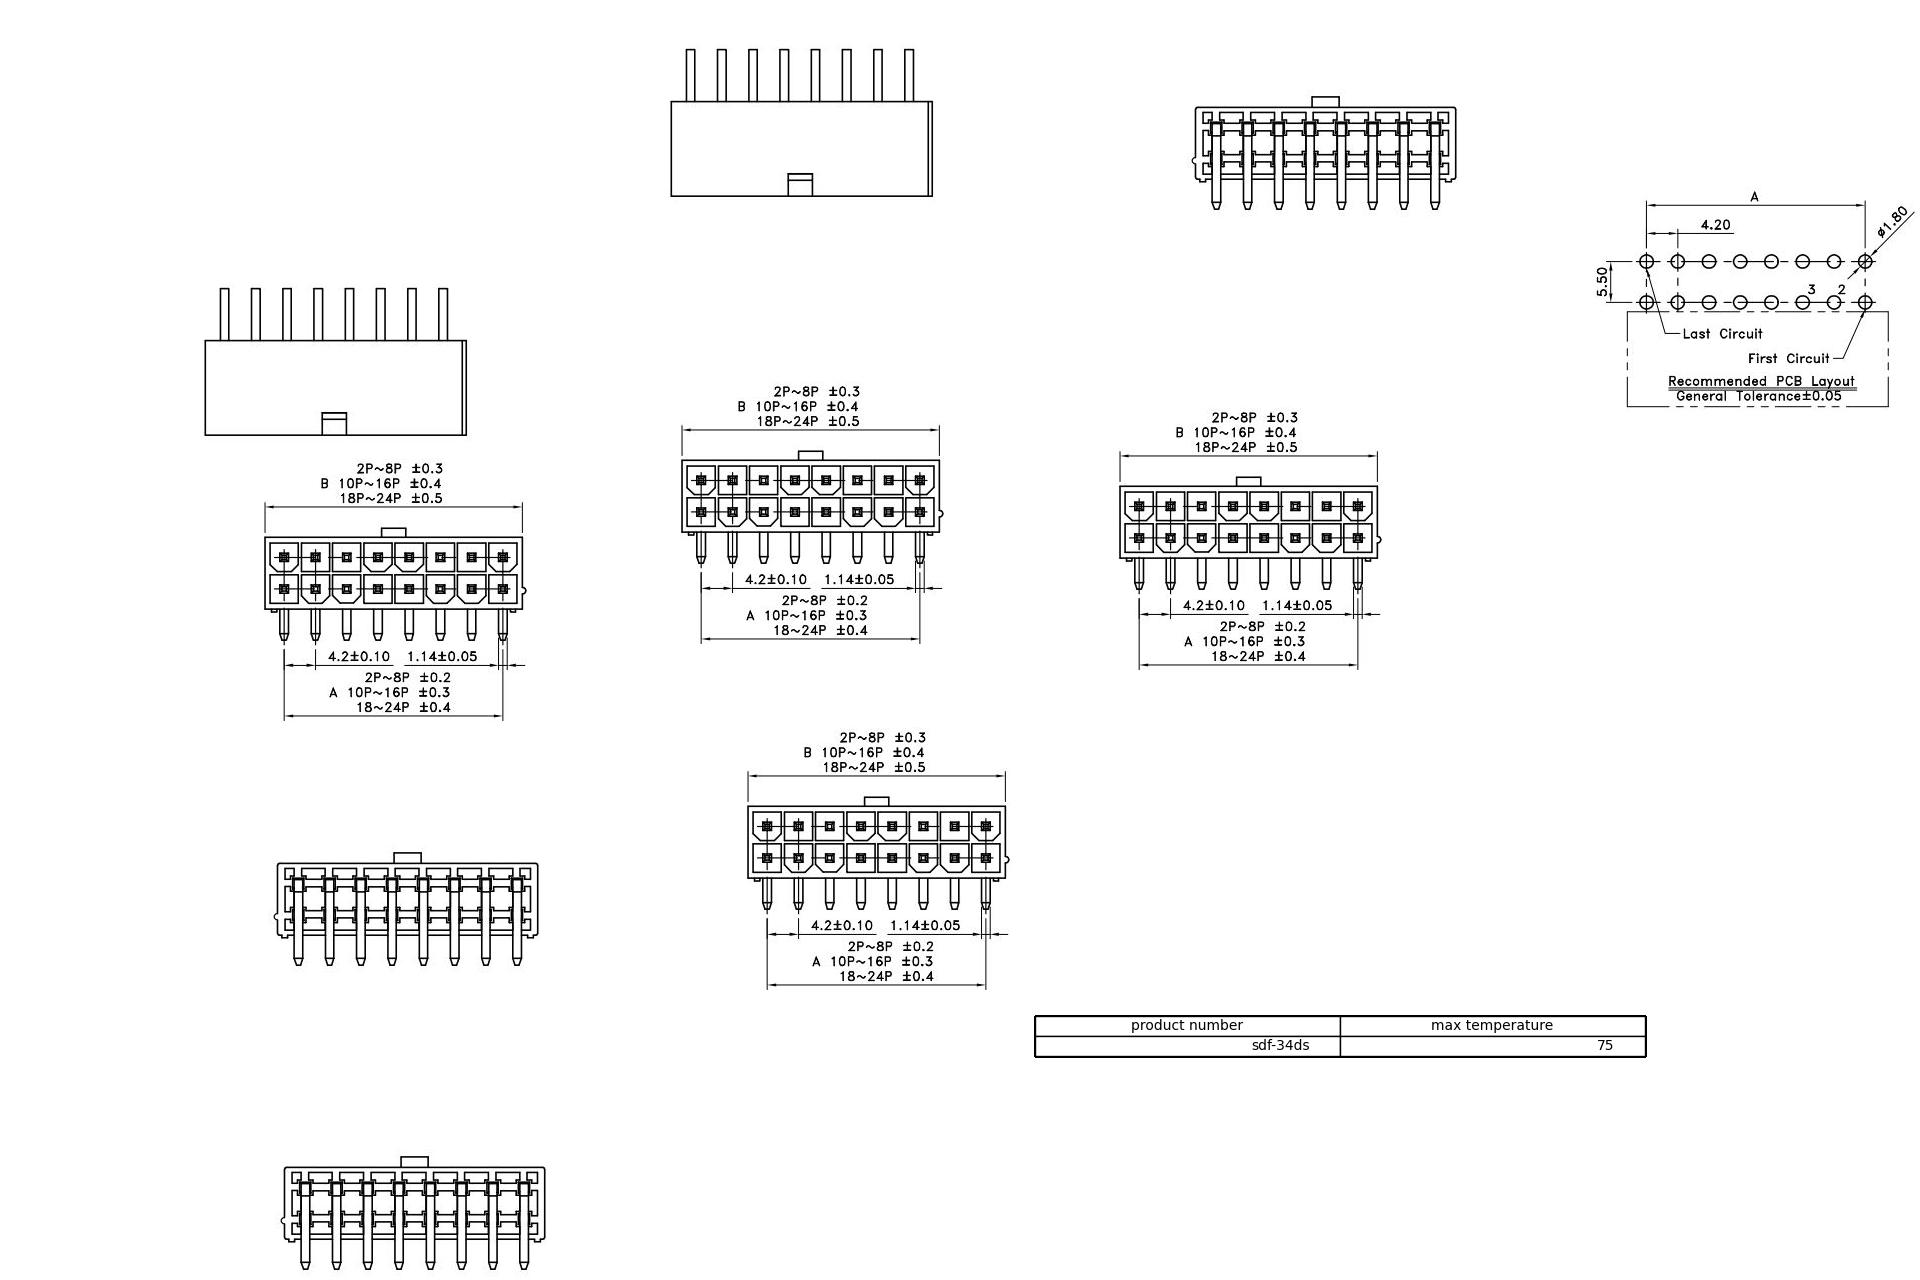 A
4.20
ø1.80
5.50
3 2
Last Circuit
First Circuit
Recommended PCB Layout
General Tolerance±0.05
2P~8P ±0.3
B 10P~16P ±0.4
18P~24P ±0.5
4.2±0.10 1.14±0.05
2P~8P ±0.2
A 10P~16P ±0.3
18~24P ±0.4
2P~8P ±0.3
B 10P~16P ±0.4
18P~24P ±0.5
4.2±0.10 1.14±0.05
2P~8P ±0.2
A 10P~16P ±0.3
18~24P ±0.4
2P~8P ±0.3
B 10P~16P ±0.4
18P~24P ±0.5
4.2±0.10 1.14±0.05
2P~8P ±0.2
A 10P~16P ±0.3
18~24P ±0.4
2P~8P ±0.3
B 10P~16P ±0.4
18P~24P ±0.5
4.2±0.10 1.14±0.05
2P~8P ±0.2
A 10P~16P ±0.3
18~24P ±0.4
product number max temperature
sdf-34ds 75